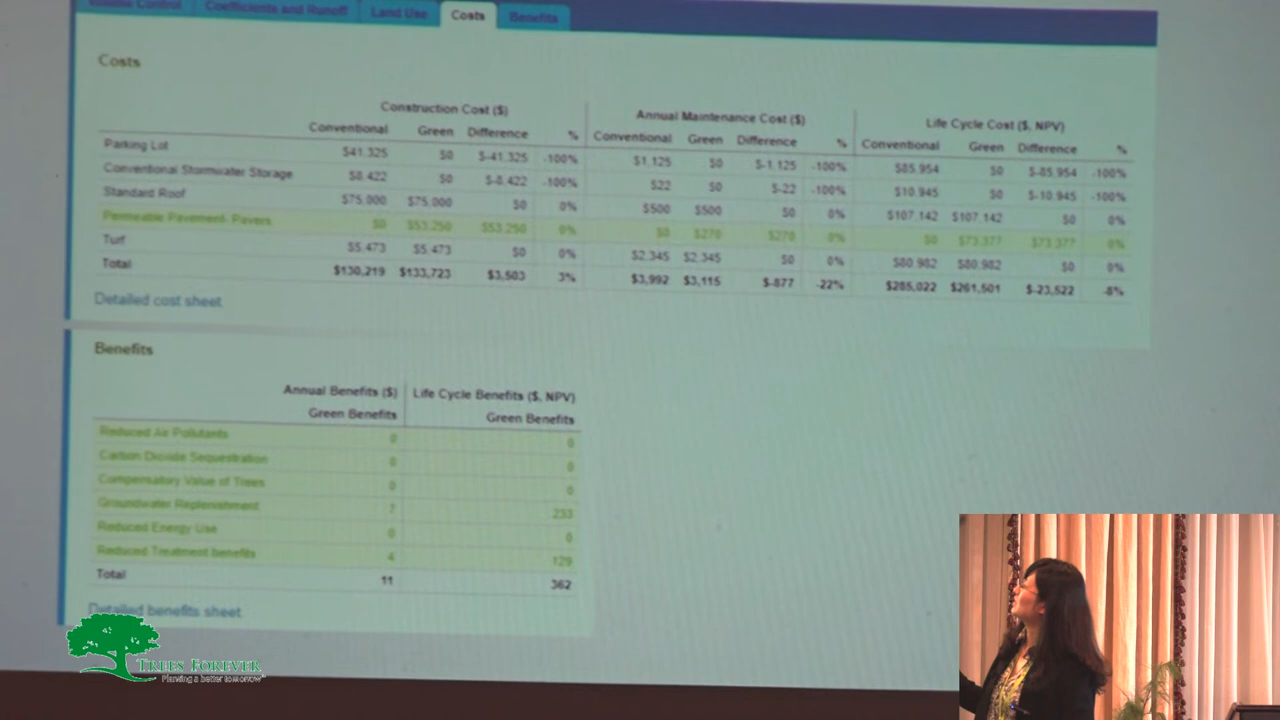 Coefficients and Runoff Land Use Costs Benefits
Costs
Construction Cost ($) Annual Maintenance Cost ($) Life Cycle Cost ($, NPV)
Conventional Green Difference % Conventional Green Difference % Conventional Green Difference %
Parking Lot $41,325 $0 $-41,325 -100% $1,125 $0 $-1,125 -100% $85,954 $0 $-85,954 -100%
Conventional Stormwater Storage $8,422 $0 $-8,422 -100% $22 $0 $-22 -100% $10,945 $0 $-10,945 -100%
Standard Roof $75,000 $75,000 $0 0% $500 $500 $0 0% $107,142 $107,142 $0 0%
Permeable Pavement- Pavers $0 $53,250 $53,250 0% $0 $270 $270 0% $0 $73,377 $73,377 0%
Turf $5,473 $5,473 $0 0% $2,345 $2,345 $0 0% $80,982 $80,982 $0 0%
Total $130,219 $133,723 $3,503 3% $3,992 $3,115 $-877 -22% $285,022 $261,501 $-23,522 -8%
Detailed cost sheet
Benefits
Annual Benefits ($) Life Cycle Benefits ($, NPV)
Green Benefits Green Benefits
Reduced Air Pollutants 0 0
Carbon Dioxide Sequestration 0 0
Compensatory Value of Trees 0 0
Groundwater Replenishment 7 233
Reduced Energy Use 0 0
Reduced Treatment benefits 4 129
Total 11 362
Detailed benefits sheet
TREES FOREVER
Planting a better tomorrow